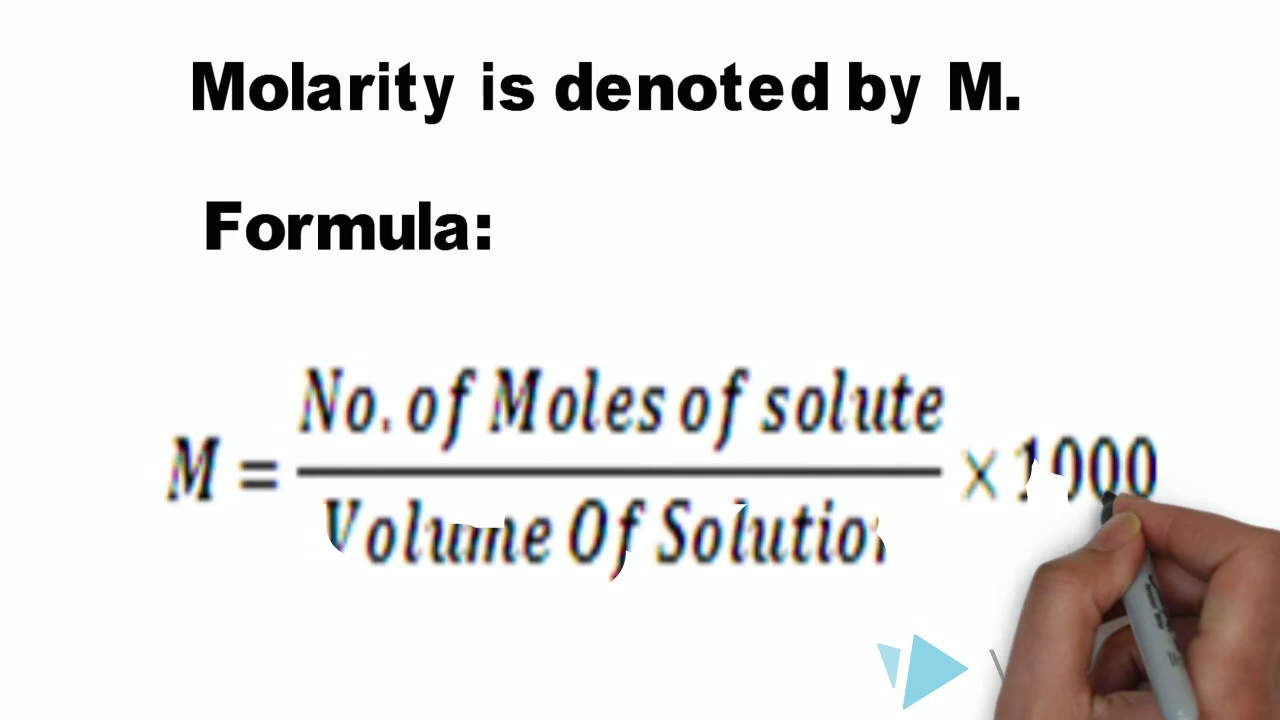 Molarity is denoted by M.
Formula:
No. of Moles of solute
M = × 1000
Volume Of Solution